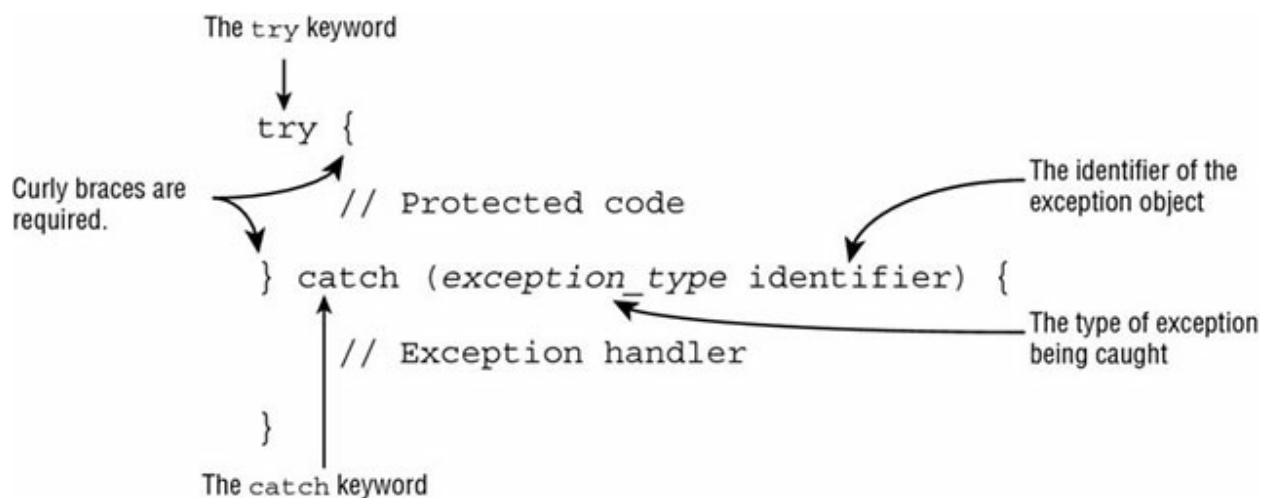 The try keyword
try {
Curly braces are
required.
// Protected code
The identifier of the
exception object
} catch (exception_type identifier) {
// Exception handler
The type of exception
being caught
}
The catch keyword